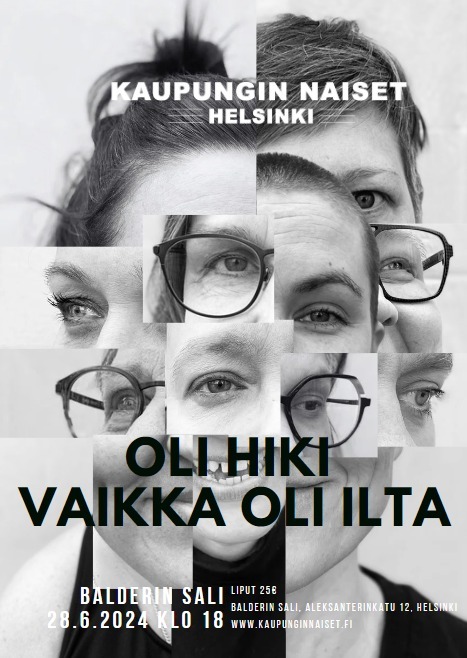 KAUPUNGIN NAISET
HELSINKI
OLI HIKI
VAIKKA OLI ILTA
BALDERIN SALI
28.6.2024 KLO 18
LIPUT 25€
BALDERIN SALI, ALEKSANTERINKATU 12, HELSINKI
WWW.KAUPUNGINNAISET.FI